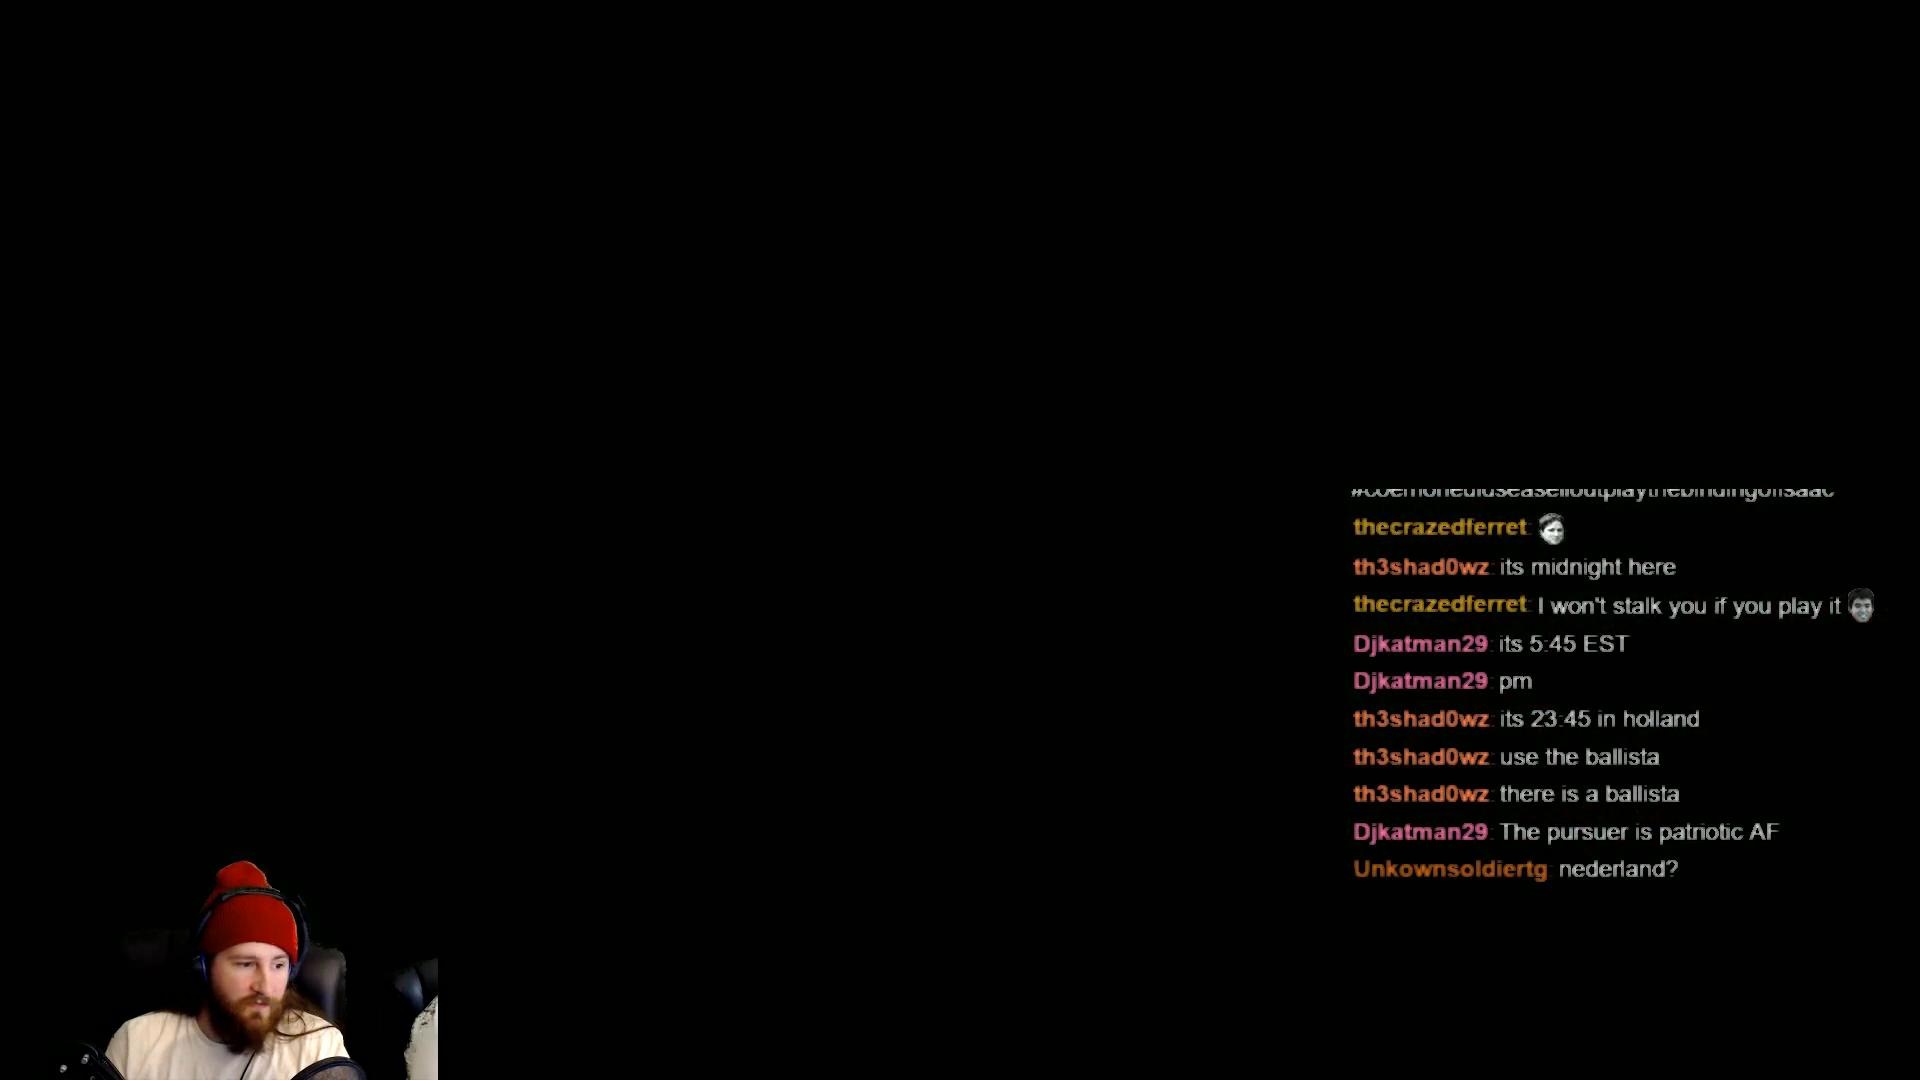 thecrazedferret:
th3shad0wz: its midnight here
thecrazedferret: I won't stalk you if you play it
Djkatman29: its 5:45 EST
Djkatman29: pm
th3shad0wz: its 23:45 in holland
th3shad0wz: use the ballista
th3shad0wz: there is a ballista
Djkatman29: The pursuer is patriotic AF
Unkownsoldiertg: nederland?